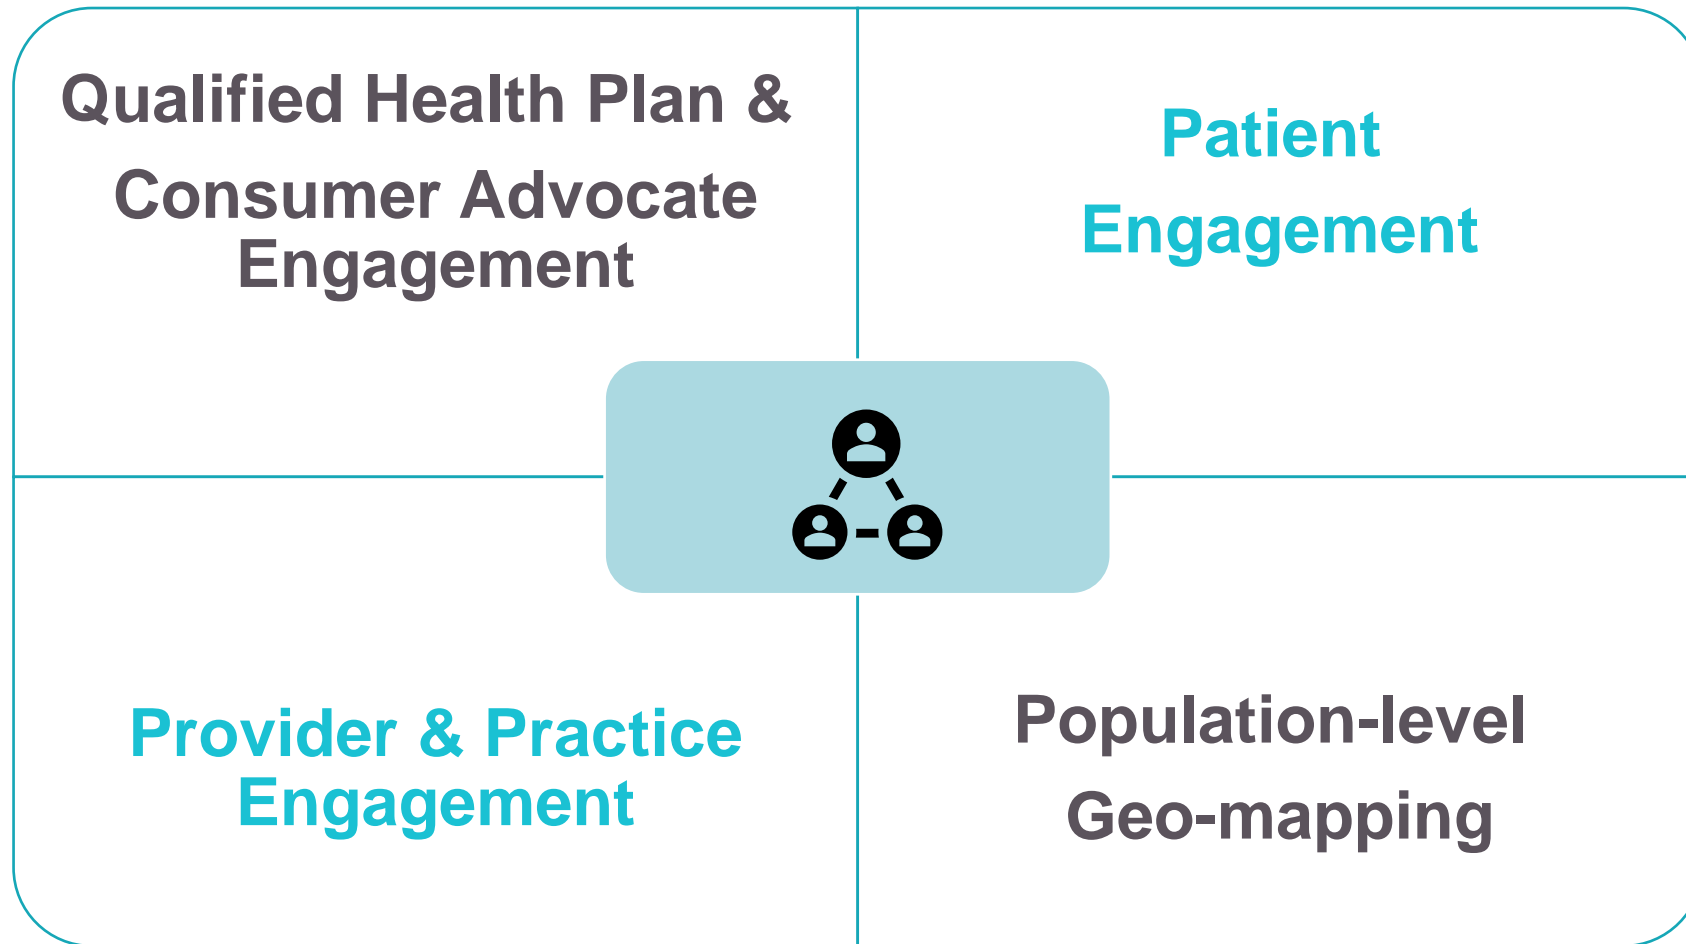 Qualified Health Plan &
Consumer Advocate
Engagement
Patient
Engagement
Provider & Practice
Engagement
Population-level
Geo-mapping